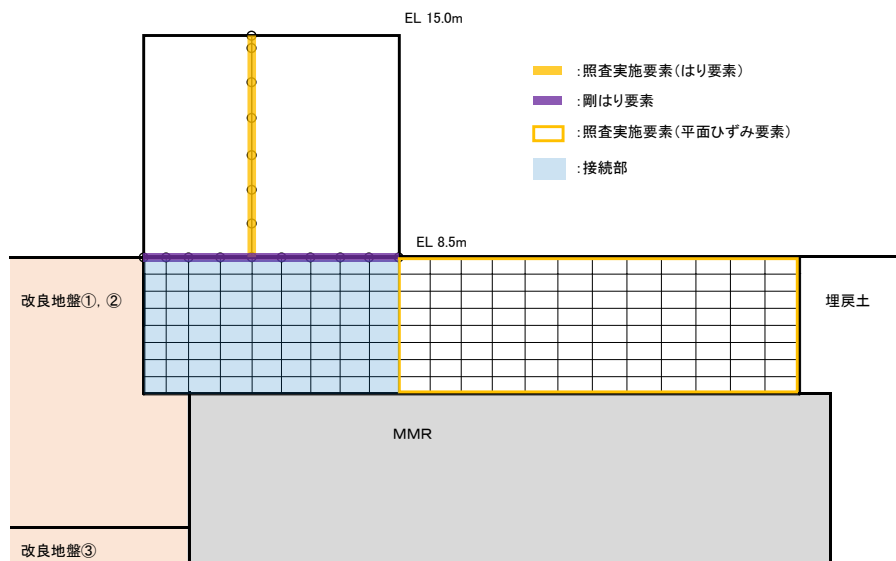 EL 15.0m
:照査実施要素(はり要素)
:剛はり要素
:照査実施要素(平面ひずみ要素)
:接続部
EL 8.5m
改良地盤①, ②
埋戻土
MMR
改良地盤③